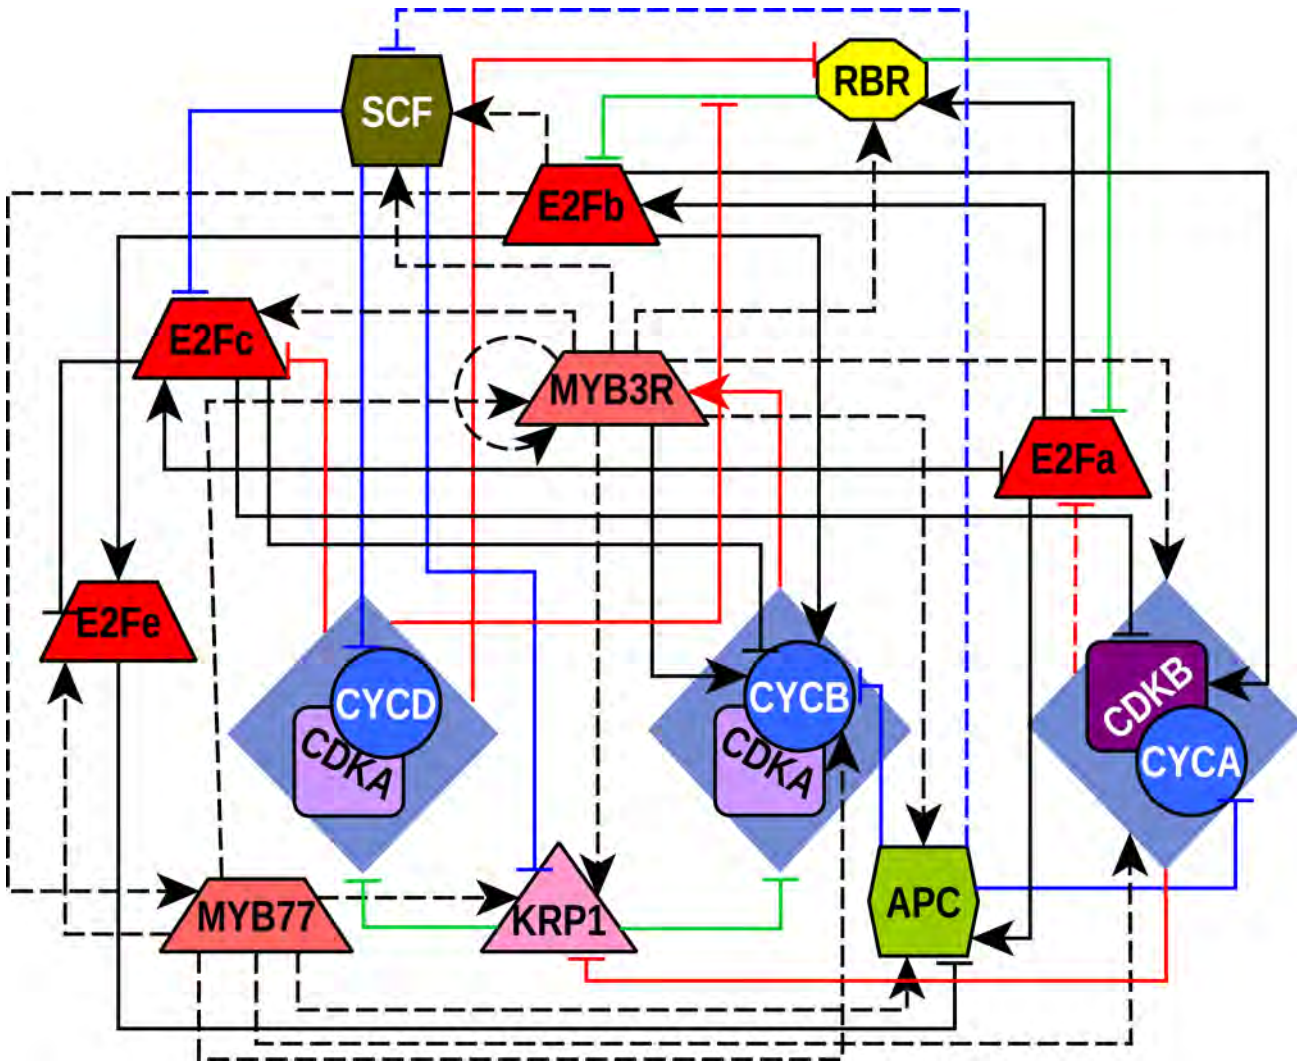 RBR
SCF
E2Fb
E2Fc
MYB3R
E2Fa
E2Fe
CDKB
CYCD
CYCB
CYCA
CDKA
CDKA
APC
MYB77
KRP1